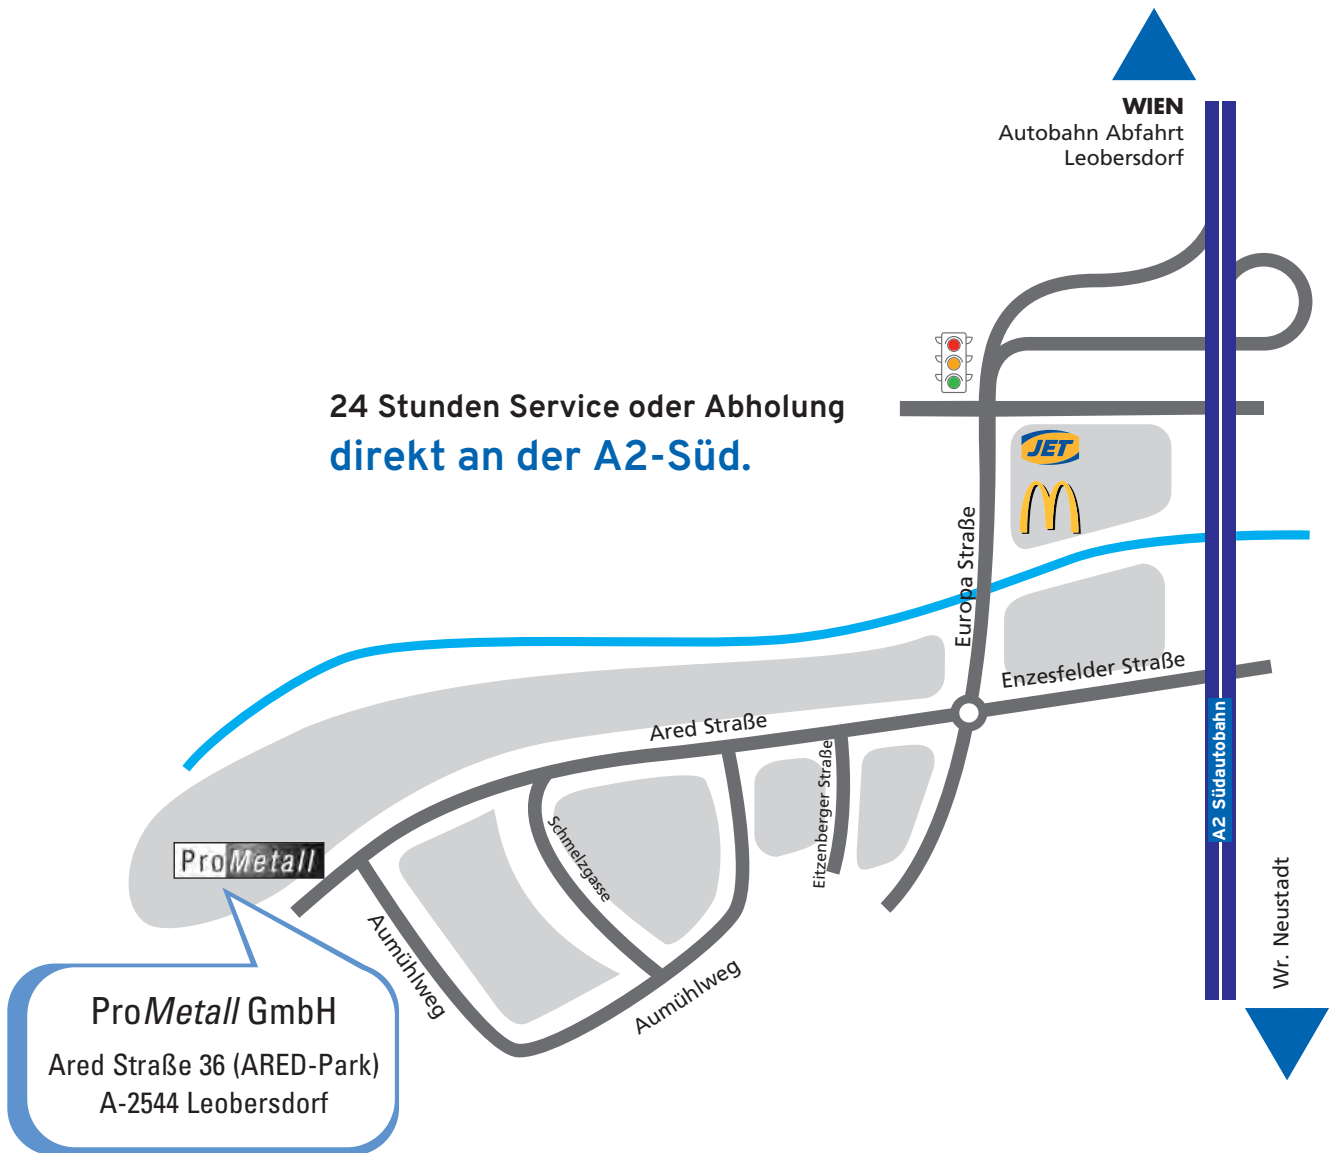 WIEN
Autobahn Abfahrt
Leobersdorf
24 Stunden Service oder Abholung
direkt an der A2-Süd.
JET
Europa Straße
Enzesfelder Straße
Ared Straße
A2 Südautobahn
Eitzenberger Straße
Schmelzgasse
ProMetall
Wr. Neustadt
Aumühlweg
Aumühlweg
ProMetall GmbH
Ared Straße 36 (ARED-Park)
A-2544 Leobersdorf